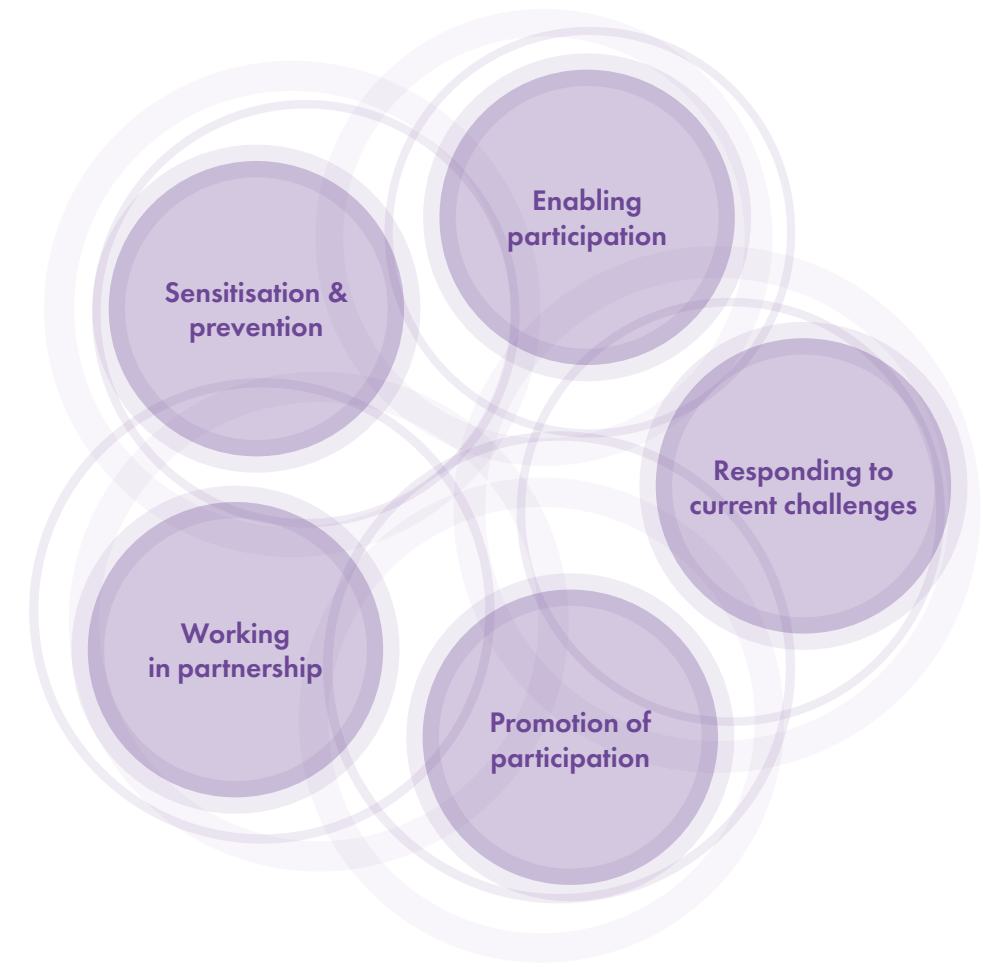 Enabling
participation
Sensitisation &
prevention
Responding to
current challenges
Working
in partnership
Promotion of
participation